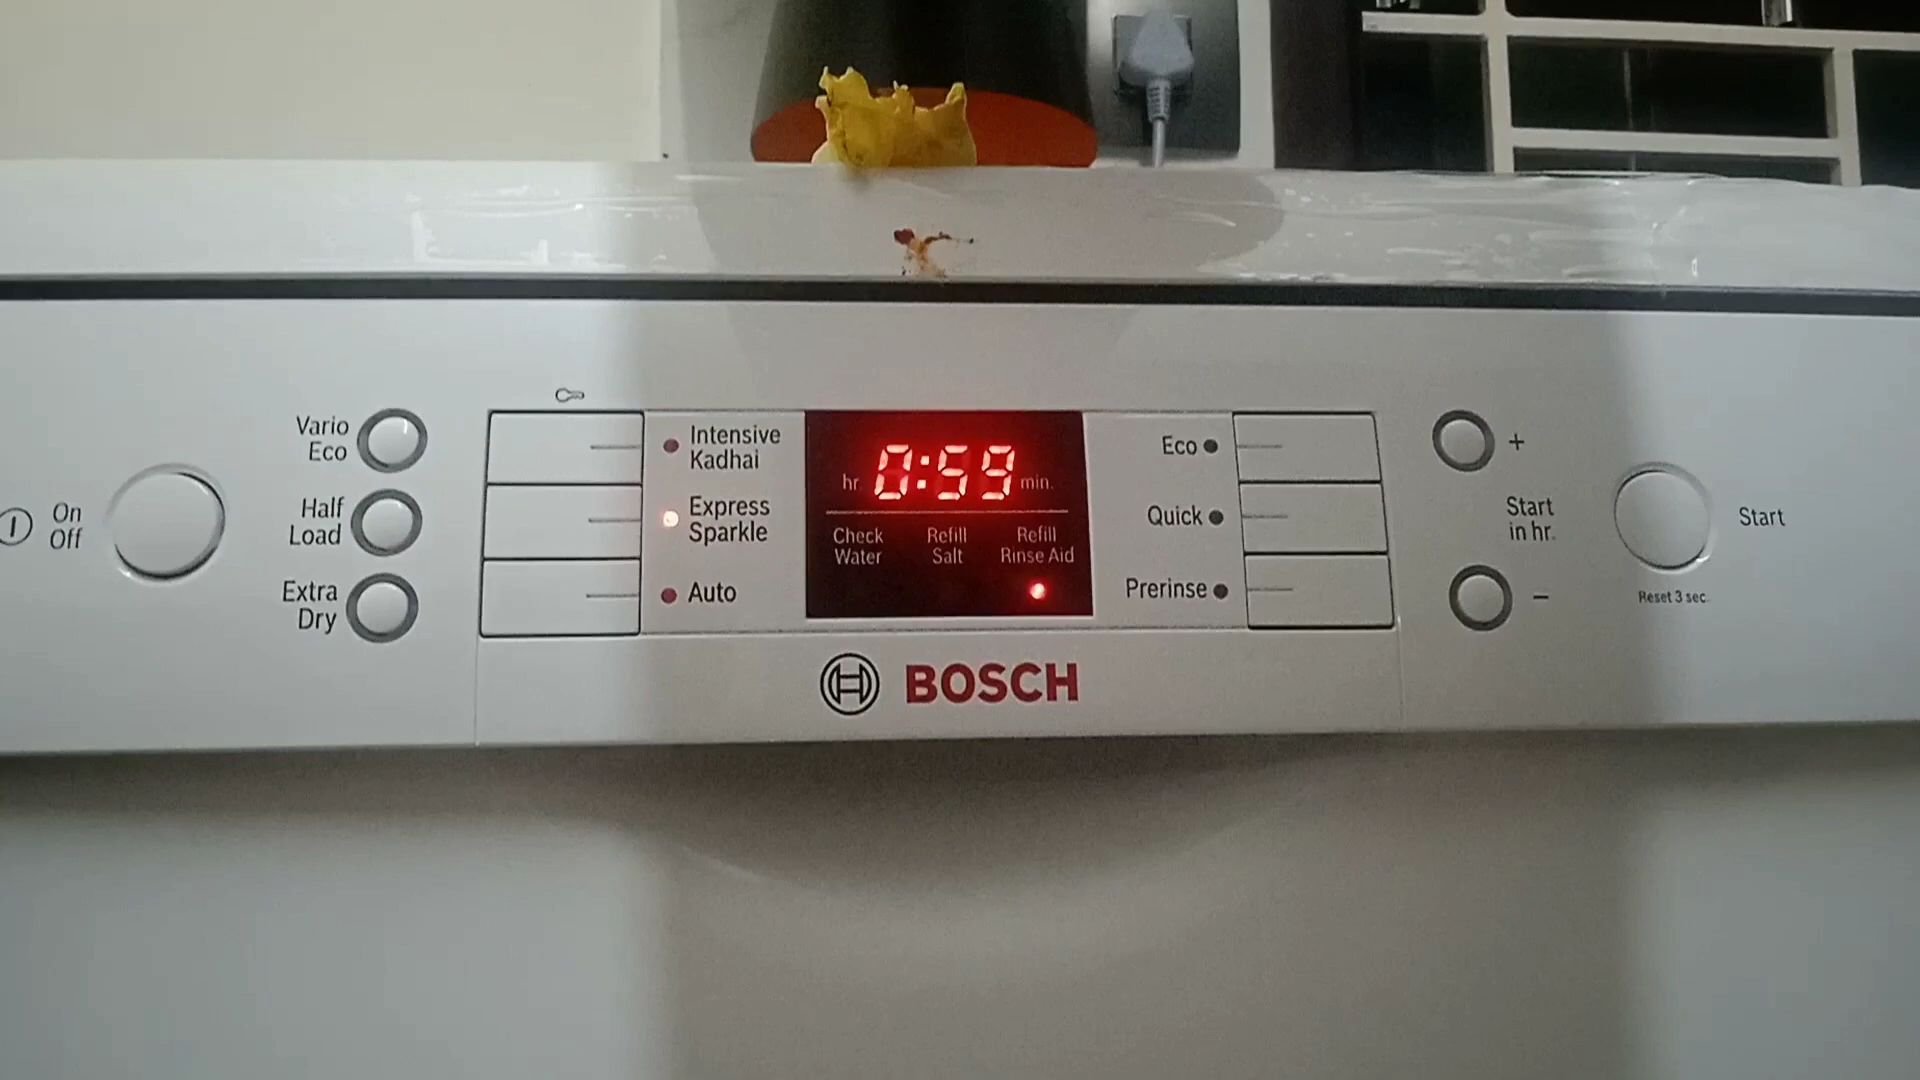 On
Off
Vario
Eco
Half
Load
Extra
Dry
Intensive
Kadhai
Express
Sparkle
Auto
hr. 0:59 min.
Check
Water
Refill
Salt
Refill
Rinse Aid
Eco
Quick
Prerinse
+
Start
in hr.
−
Start
Reset 3 sec.
BOSCH